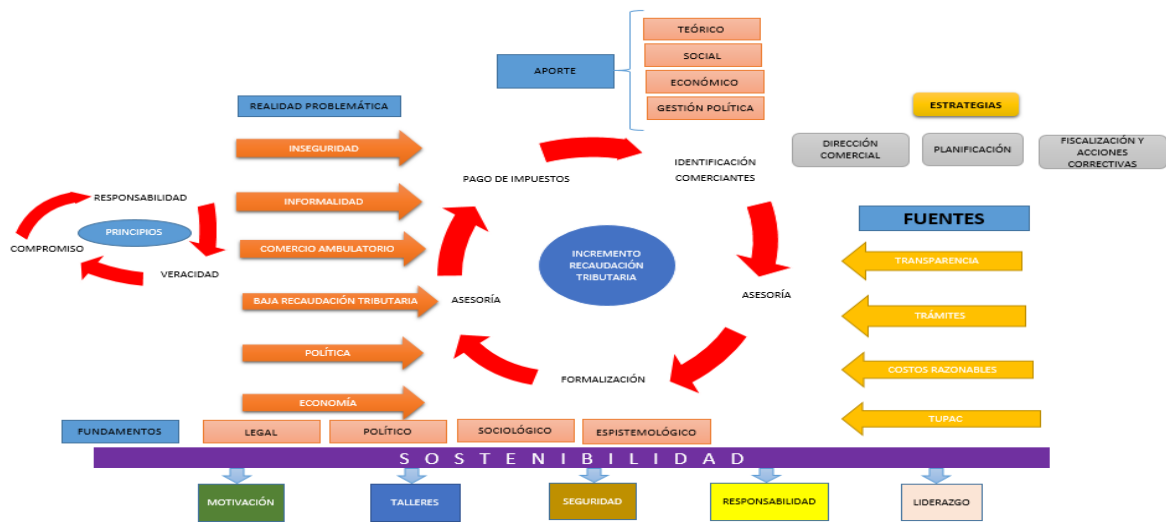 TEÓRICO
SOCIAL
APORTE
ECONÓMICO
GESTIÓN POLÍTICA
REALIDAD PROBLEMÁTICA
INSEGURIDAD
INFORMALIDAD
COMERCIO AMBULATORIO
BAJA RECAUDACIÓN TRIBUTARIA
POLÍTICA
ECONOMÍA
RESPONSABILIDAD
PRINCIPIOS
COMPROMISO
VERACIDAD
PAGO DE IMPUESTOS
IDENTIFICACIÓN
COMERCIANTES
INCREMENTO
RECAUDACIÓN
TRIBUTARIA
ASESORÍA
ASESORÍA
FORMALIZACIÓN
ESTRATEGIAS
DIRECCIÓN
COMERCIAL
PLANIFICACIÓN
FISCALIZACIÓN Y
ACCIONES
CORRECTIVAS
FUENTES
TRANSPARENCIA
TRÁMITES
COSTOS RAZONABLES
TUPAC
FUNDAMENTOS
LEGAL
POLÍTICO
SOCIOLÓGICO
ESPISTEMOLÓGICO
SOSTENIBILIDAD
MOTIVACIÓN
TALLERES
SEGURIDAD
RESPONSABILIDAD
LIDERAZGO